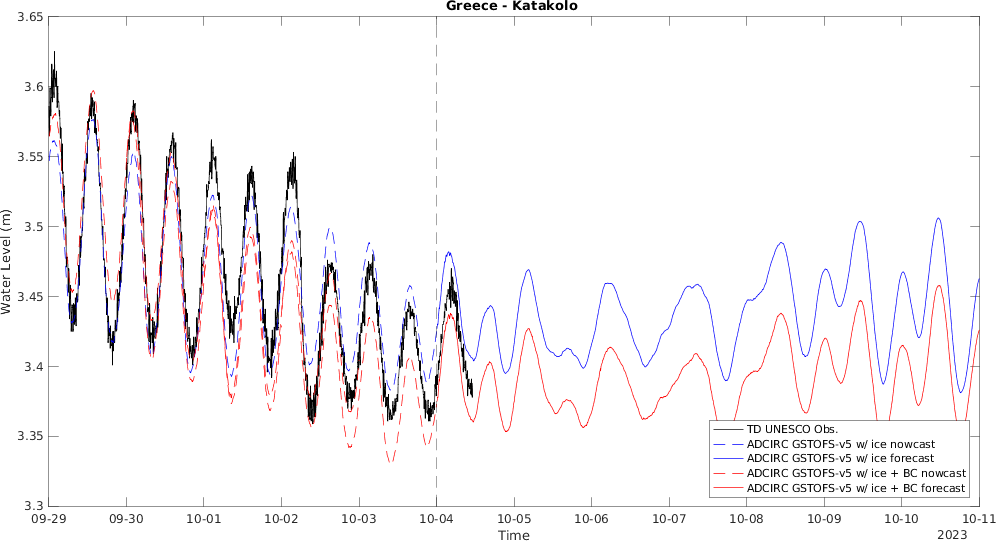 Greece - Katakolo
3.65
3.6
3.55
3.5
3.45
3.4
3.35
3.3
Water Level (m)
TD UNESCO Obs.
ADCIRC GSTOFS-v5 w/ ice nowcast
ADCIRC GSTOFS-v5 w/ ice forecast
ADCIRC GSTOFS-v5 w/ ice + BC nowcast
ADCIRC GSTOFS-v5 w/ ice + BC forecast
09-29 09-30 10-01 10-02 10-03 10-04 10-05 10-06 10-07 10-08 10-09 10-10 10-11
Time
2023